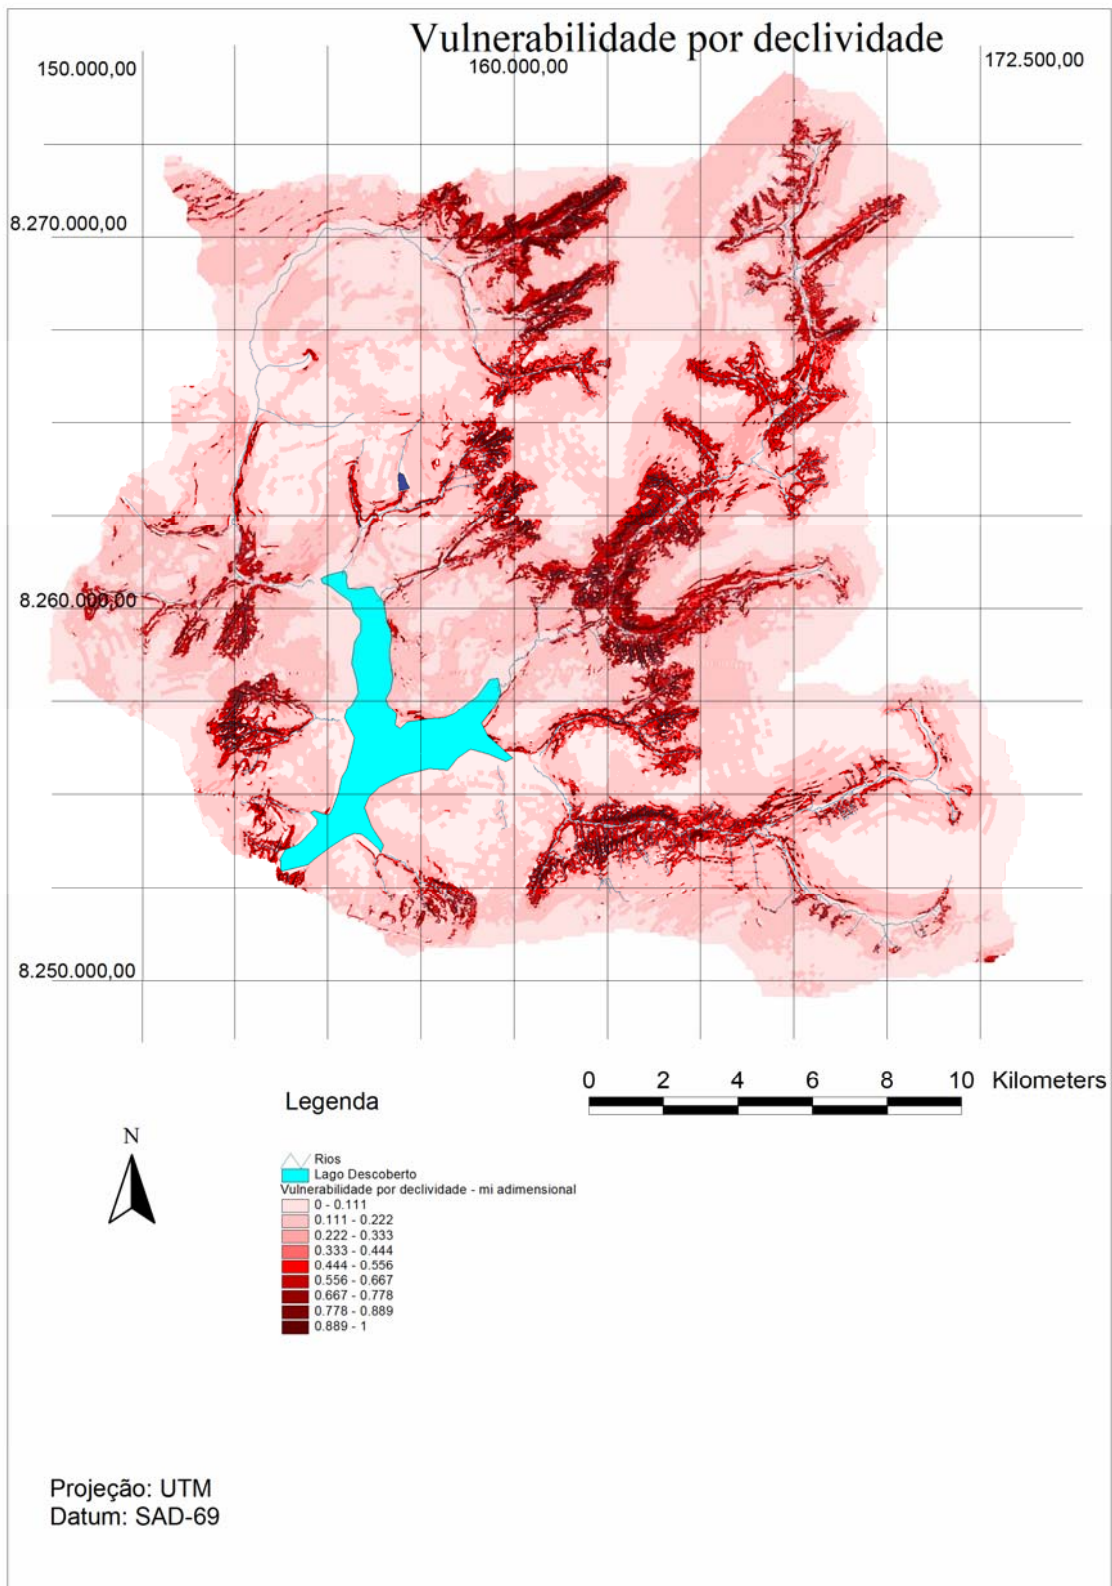 Vulnerabilidade por declividade
150.000,00
160.000,00
172.500,00
8.270.000,00
8.260.000,00
8.250.000,00
0 2 4 6 8 10 Kilometers
Legenda
N
Rios
Lago Descoberto
Vulnerabilidade por declividade - mi adimensional
0 - 0.111
0.111 - 0.222
0.222 - 0.333
0.333 - 0.444
0.444 - 0.556
0.556 - 0.667
0.667 - 0.778
0.778 - 0.889
0.889 - 1
Projeção: UTM
Datum: SAD-69